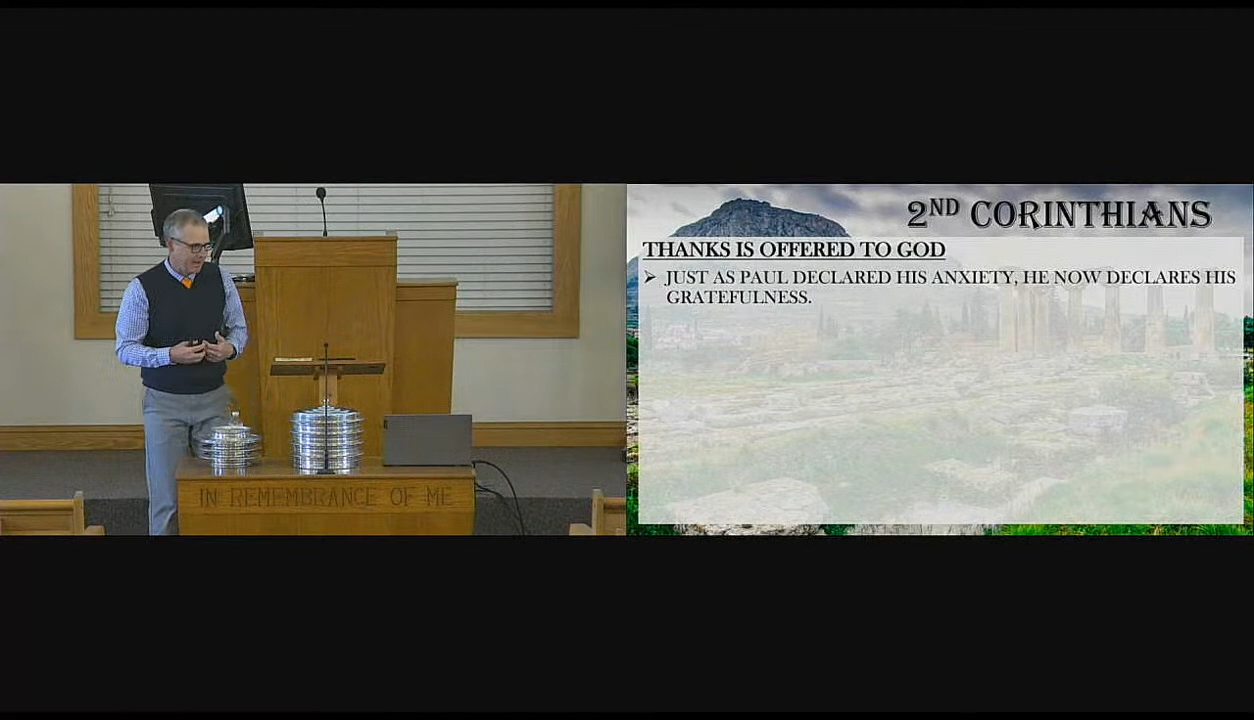 2ND CORINTHIANS
THANKS IS OFFERED TO GOD
➢ JUST AS PAUL DECLARED HIS ANXIETY, HE NOW DECLARES HIS
GRATEFULNESS.
IN REMEMBRANCE OF ME